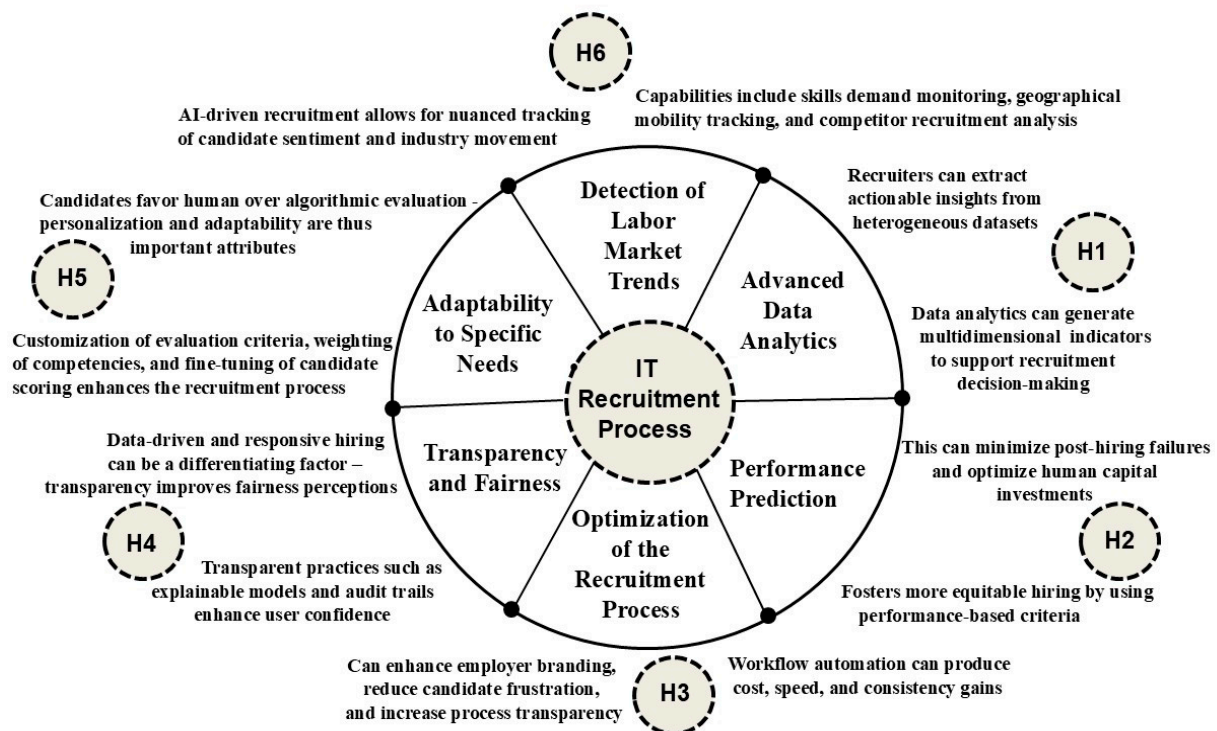 H6
AI-driven recruitment allows for nuanced tracking
of candidate sentiment and industry movement
Capabilities include skills demand monitoring, geographical
mobility tracking, and competitor recruitment analysis
Detection of
Labor
Market
Trends
Recruiters can extract
actionable insights from
heterogeneous datasets
H1
Data analytics can generate
multidimensional indicators
to support recruitment
decision-making
Advanced
Data
Analytics
Candidates favor human over algorithmic evaluation -
personalization and adaptability are thus
important attributes
H5
Customization of evaluation criteria, weighting
of competencies, and fine-tuning of candidate
scoring enhances the recruitment process
Adaptability
to Specific
Needs
IT
Recruitment
Process
Data-driven and responsive hiring
can be a differentiating factor –
transparency improves fairness perceptions
H4
Transparent practices such as
explainable models and audit trails
enhance user confidence
Transparency
and Fairness
Performance
Prediction
This can minimize post-hiring failures
and optimize human capital
investments
H2
Fosters more equitable hiring by using
performance-based criteria
Optimization
of the
Recruitment
Process
Can enhance employer branding,
reduce candidate frustration,
and increase process transparency
H3
Workflow automation can produce
cost, speed, and consistency gains